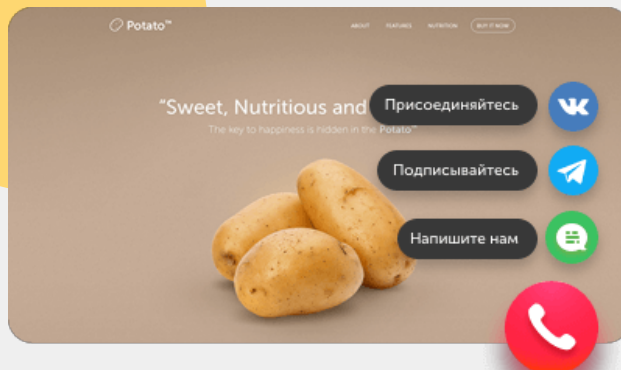 Potato™
ABOUT FEATURES NUTRITION BUY IT NOW
“Sweet, Nutritious and
The key to happiness is hidden in the Potato™
Присоединяйтесь
Подписывайтесь
Напишите нам